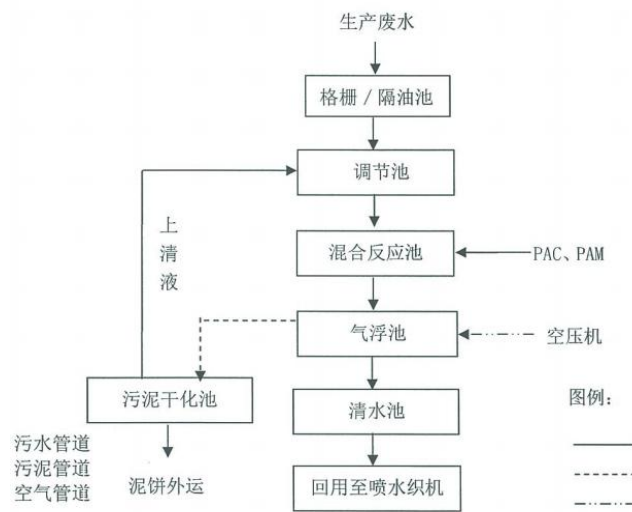 生产废水
格栅/隔油池
调节池
上清液
混合反应池
PAC、PAM
气浮池
空压机
污泥干化池
清水池
图例：
污水管道
污泥管道
空气管道
泥饼外运
回用至喷水织机